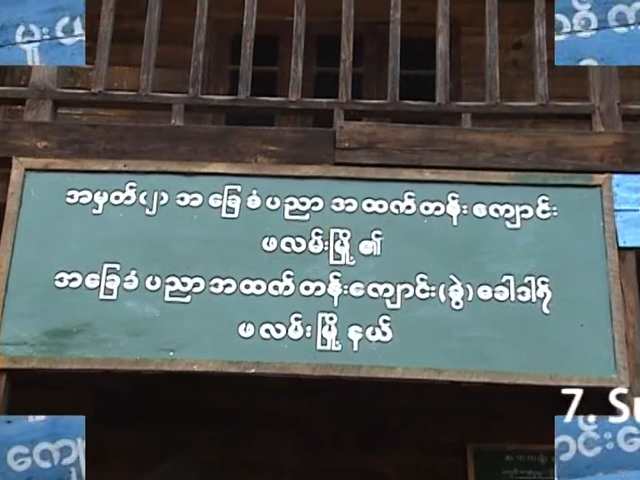 အမှတ်(၂) အခြေခံပညာ အထက်တန်းကျောင်း
ဖလမ်းမြို့၏
အခြေခံ ပညာအထက်တန်းကျောင်း(ခွဲ)ခေါဒါရ်
ဖလမ်းမြို့နယ်
7. Su